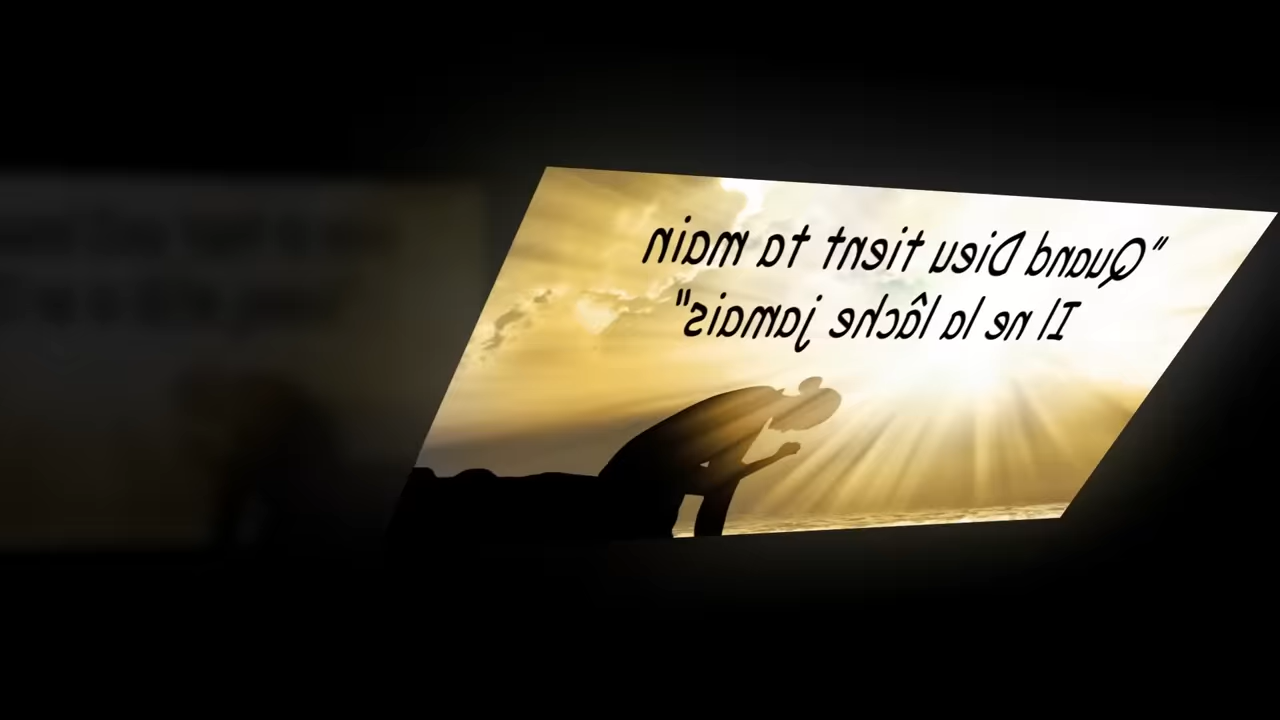 "Quand Dieu tient ta main
Il ne la lâche jamais"